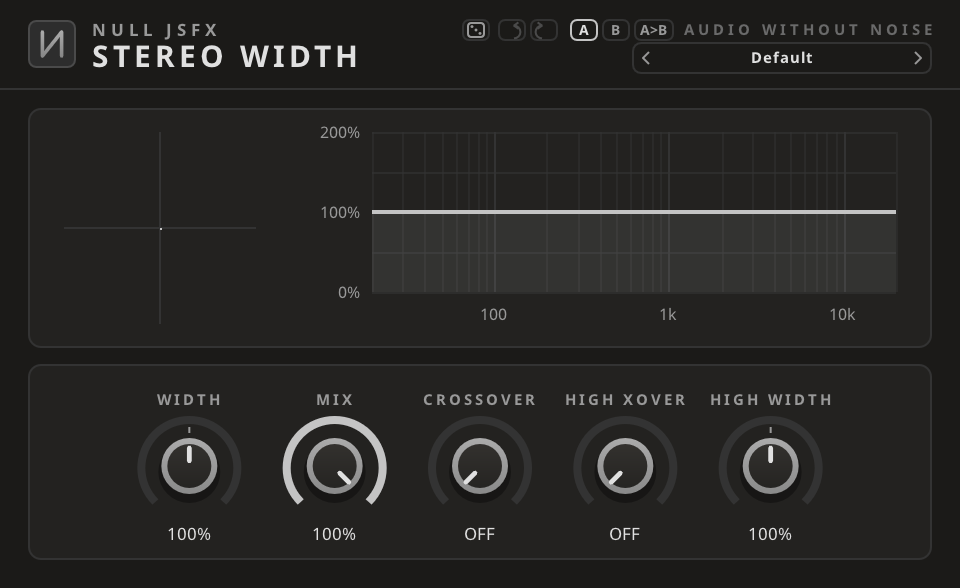 NULL JSFX
STEREO WIDTH
A B A>B AUDIO WITHOUT NOISE
Default
200%
100%
0%
100 1k 10k
WIDTH MIX CROSSOVER HIGH XOVER HIGH WIDTH
100% 100% OFF OFF 100%